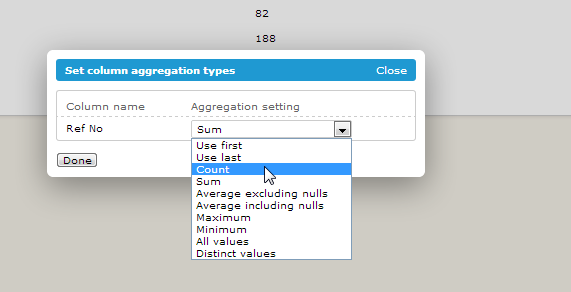 82
188
Set column aggregation types Close
Column name Aggregation setting
Ref No Sum
Use first
Use last
Done Count
Sum
Average excluding nulls
Average including nulls
Maximum
Minimum
All values
Distinct values